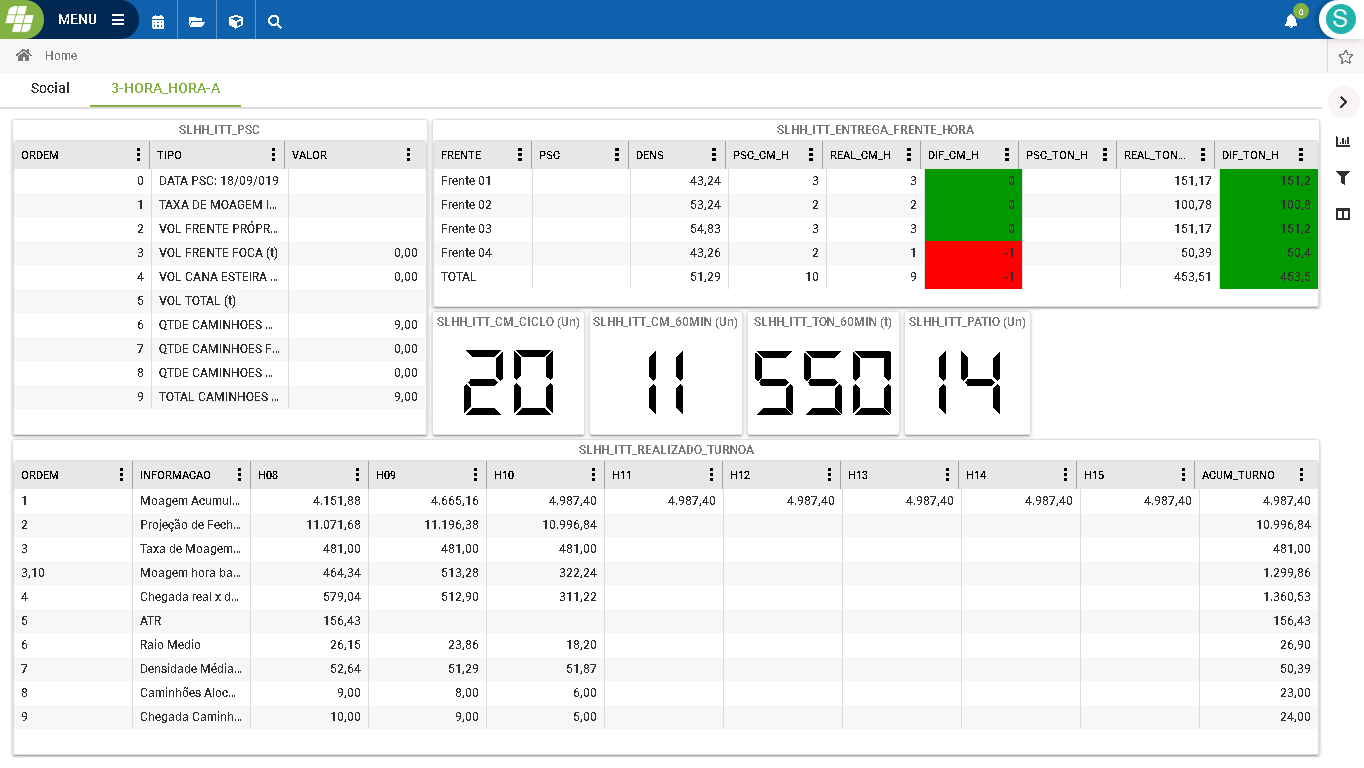 MENU
0
S
Home
Social 3-HORA_HORA-A
SLHH_ITT_PSC
ORDEM TIPO VALOR
0 DATA PSC: 18/09/019
1 TAXA DE MOAGEM I...
2 VOL FRENTE PRÓPR...
3 VOL FRENTE FOCA (t) 0,00
4 VOL CANA ESTEIRA ... 0,00
5 VOL TOTAL (t)
6 QTDE CAMINHOES ... 9,00
7 QTDE CAMINHOES F... 0,00
8 QTDE CAMINHOES ... 0,00
9 TOTAL CAMINHOES ... 9,00
SLHH_ITT_ENTREGA_FRENTE_HORA
FRENTE PSC DENS PSC_CM_H REAL_CM_H DIF_CM_H PSC_TON_H REAL_TON... DIF_TON_H
Frente 01 43,24 3 3 0 151,17 151,2
Frente 02 53,24 2 2 0 100,78 100,8
Frente 03 54,83 3 3 0 151,17 151,2
Frente 04 43,26 2 1 -1 50,39 50,4
TOTAL 51,29 10 9 -1 453,51 453,5
SLHH_ITT_CM_CICLO (Un)
20
SLHH_ITT_CM_60MIN (Un)
11
SLHH_ITT_TON_60MIN (t)
550
SLHH_ITT_PATIO (Un)
14
SLHH_ITT_REALIZADO_TURNOA
ORDEM INFORMACAO H08 H09 H10 H11 H12 H13 H14 H15 ACUM_TURNO
1 Moagem Acumul... 4.151,88 4.665,16 4.987,40 4.987,40 4.987,40 4.987,40 4.987,40 4.987,40 4.987,40
2 Projeção de Fech... 11.071,68 11.196,38 10.996,84 10.996,84
3 Taxa de Moagem... 481,00 481,00 481,00 481,00
3,10 Moagem hora ba... 464,34 513,28 322,24 1.299,86
4 Chegada real x d... 579,04 512,90 311,22 1.360,53
5 ATR 156,43 156,43
6 Raio Medio 26,15 23,86 18,20 26,90
7 Densidade Média... 52,64 51,29 51,87 50,39
8 Caminhões Aloc... 9,00 8,00 6,00 23,00
9 Chegada Caminh... 10,00 9,00 5,00 24,00